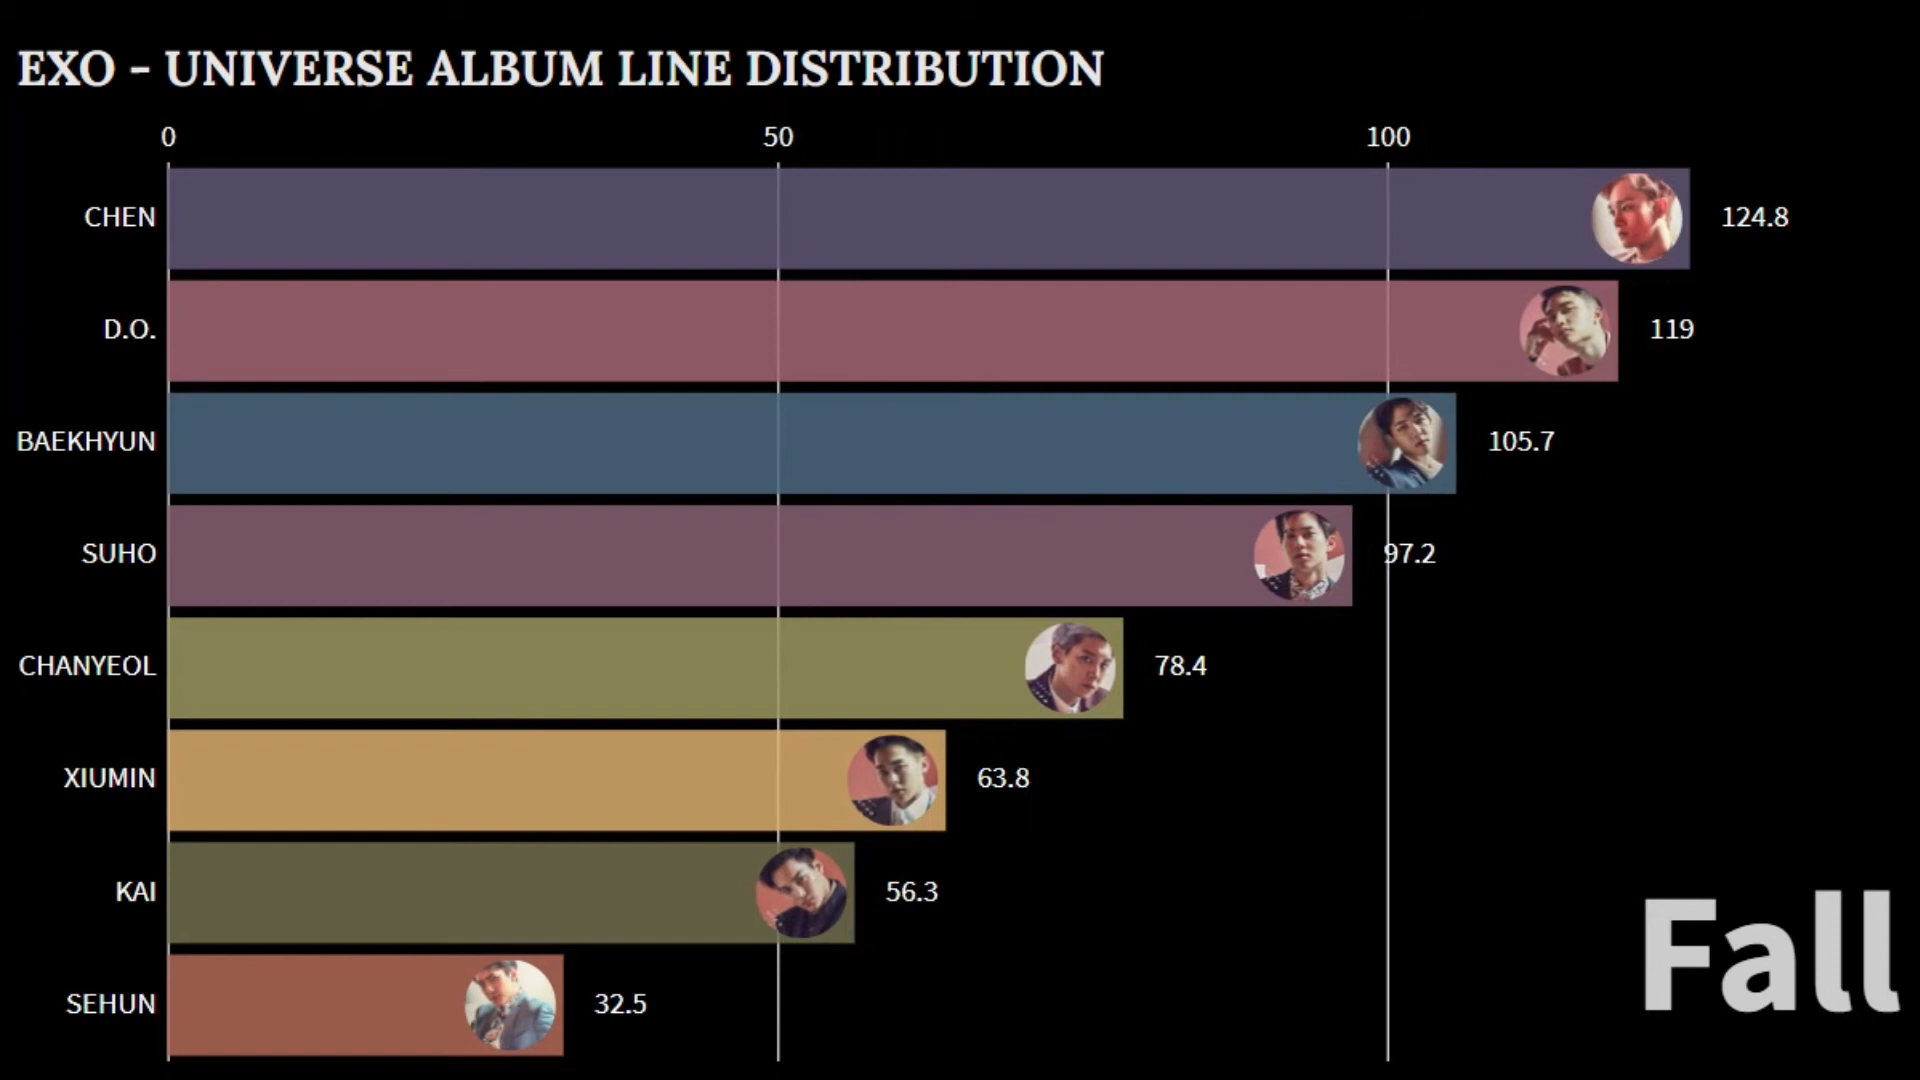 EXO - UNIVERSE ALBUM LINE DISTRIBUTION
0 50 100
CHEN 124.8
D.O. 119
BAEKHYUN 105.7
SUHO 97.2
CHANYEOL 78.4
XIUMIN 63.8
KAI 56.3
SEHUN 32.5
Fall